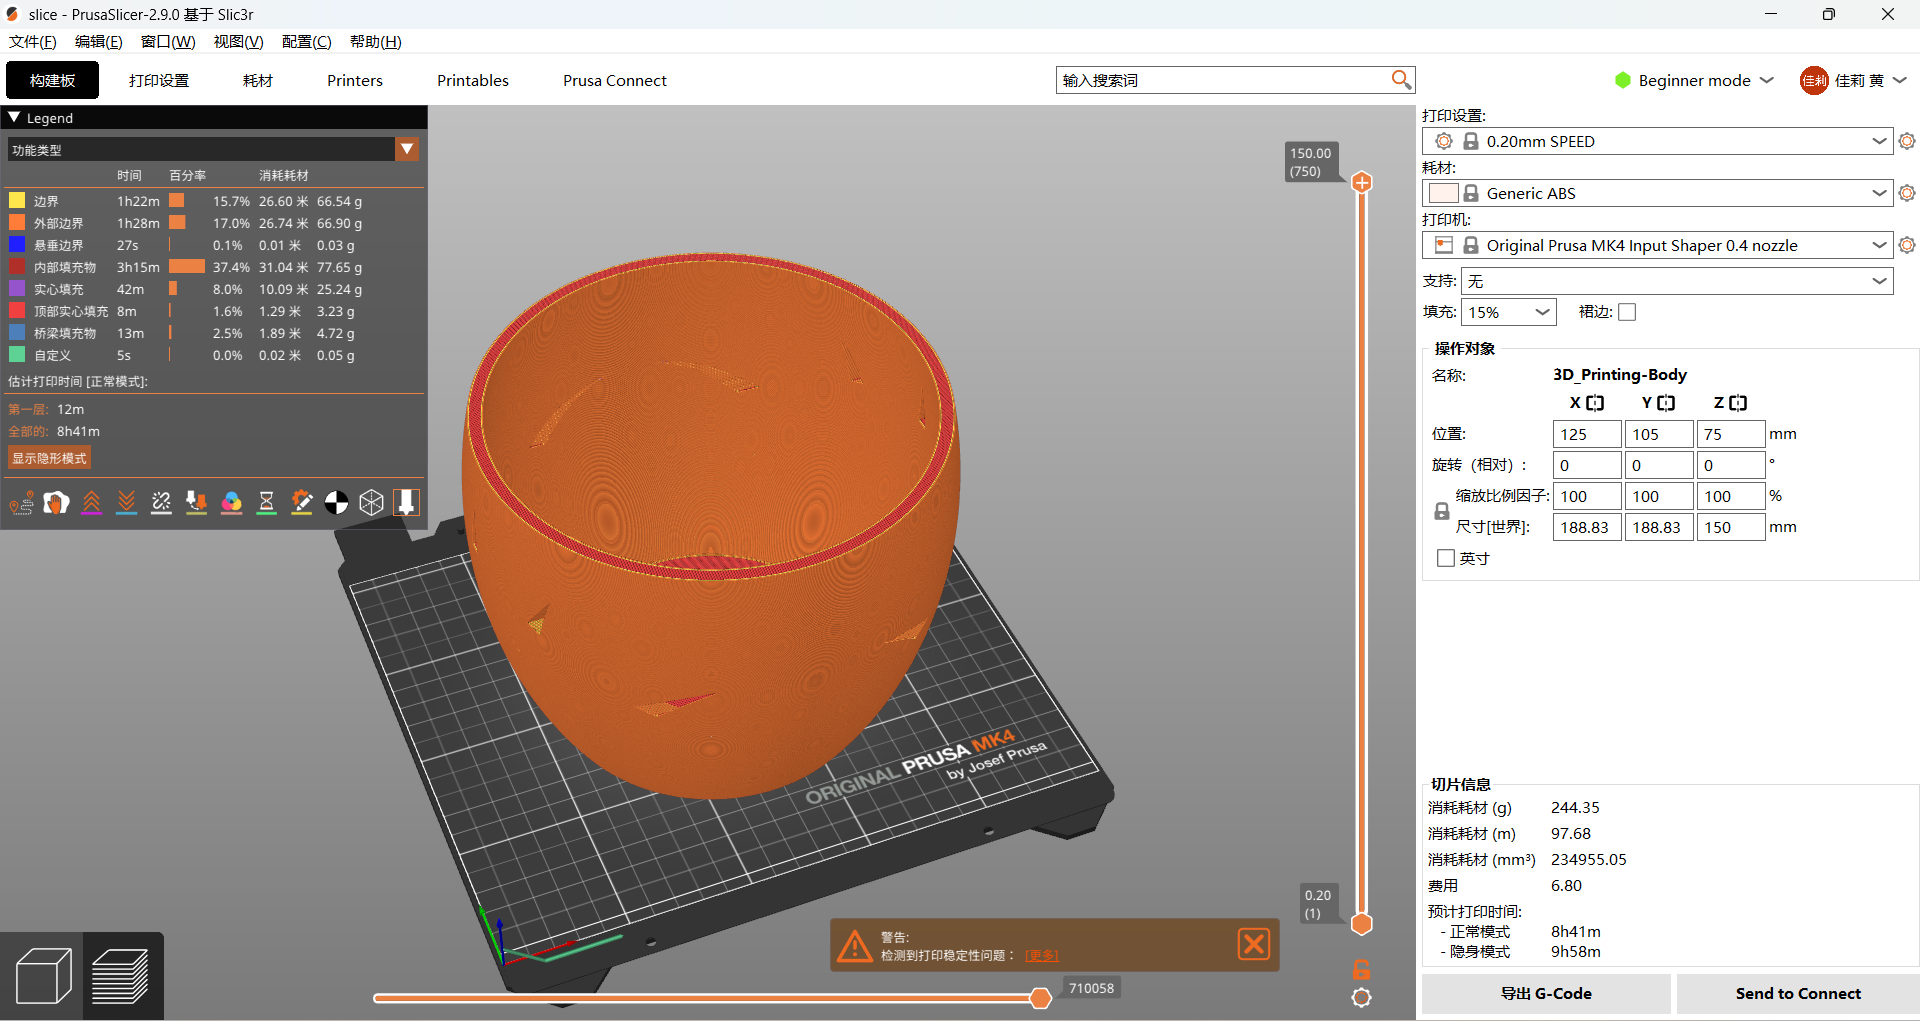 slice - PrusaSlicer-2.9.0 基于 Slic3r
文件(F) 编辑(E) 窗口(W) 视图(V) 配置(C) 帮助(H)
构建板 打印设置 耗材 Printers Printables Prusa Connect 输入搜索词 Beginner mode 佳莉 佳莉 黄
Legend
功能类型
时间 百分率 消耗耗材
边界 1h22m 15.7% 26.60 米 66.54 g
外部边界 1h28m 17.0% 26.74 米 66.90 g
悬垂边界 27s 0.1% 0.01 米 0.03 g
内部填充物 3h15m 37.4% 31.04 米 77.65 g
实心填充 42m 8.0% 10.09 米 25.24 g
顶部实心填充 8m 1.6% 1.29 米 3.23 g
桥梁填充物 13m 2.5% 1.89 米 4.72 g
自定义 5s 0.0% 0.02 米 0.05 g
估计打印时间 [正常模式]:
第一层: 12m
全部的: 8h41m
显示隐形模式
150.00
(750)
ORIGINAL PRUSA MK4
by Josef Prusa
0.20
(1)
警告:
检测到打印稳定性问题： [更多]
710058
打印设置:
0.20mm SPEED
耗材:
Generic ABS
打印机:
Original Prusa MK4 Input Shaper 0.4 nozzle
支持: 无
填充: 15% 裙边:
操作对象
名称: 3D_Printing-Body
X Y Z
位置: 125 105 75 mm
旋转（相对）: 0 0 0 °
缩放比例因子: 100 100 100 %
尺寸[世界]: 188.83 188.83 150 mm
英寸
切片信息
消耗耗材 (g) 244.35
消耗耗材 (m) 97.68
消耗耗材 (mm³) 234955.05
费用 6.80
预计打印时间:
- 正常模式 8h41m
- 隐身模式 9h58m
导出 G-Code Send to Connect